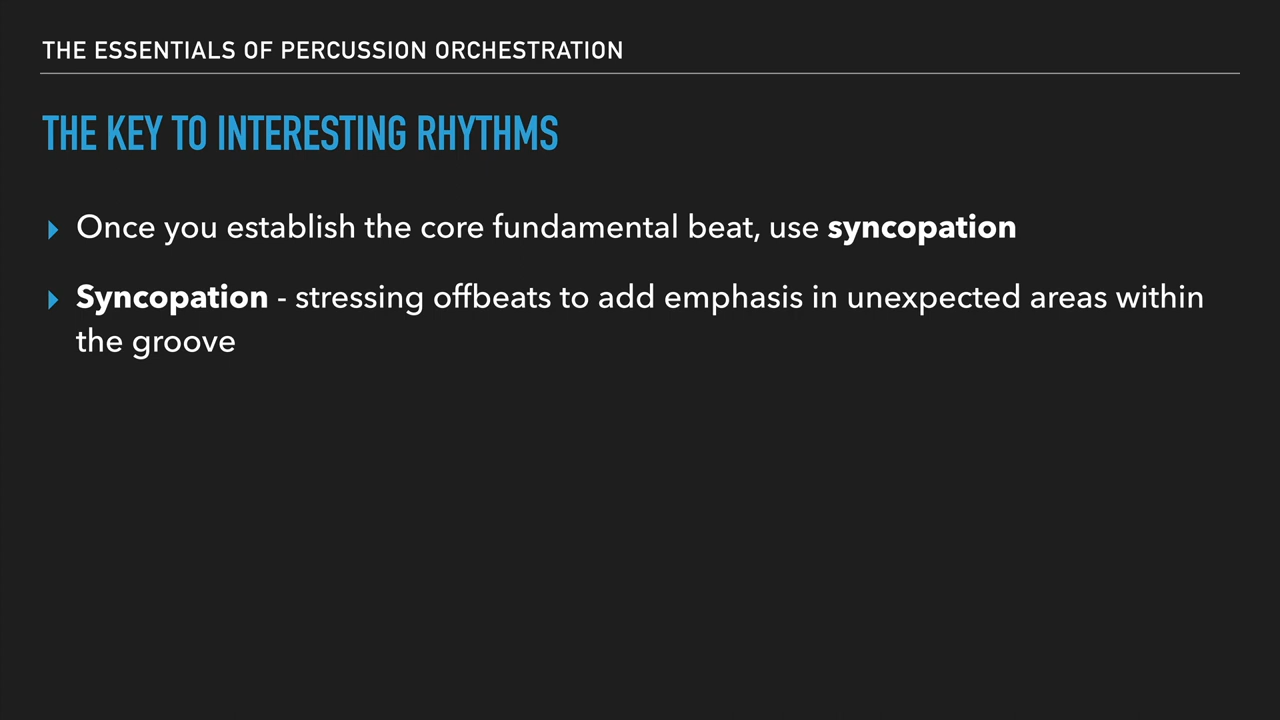 THE ESSENTIALS OF PERCUSSION ORCHESTRATION
THE KEY TO INTERESTING RHYTHMS
Once you establish the core fundamental beat, use syncopation
Syncopation - stressing offbeats to add emphasis in unexpected areas within
the groove